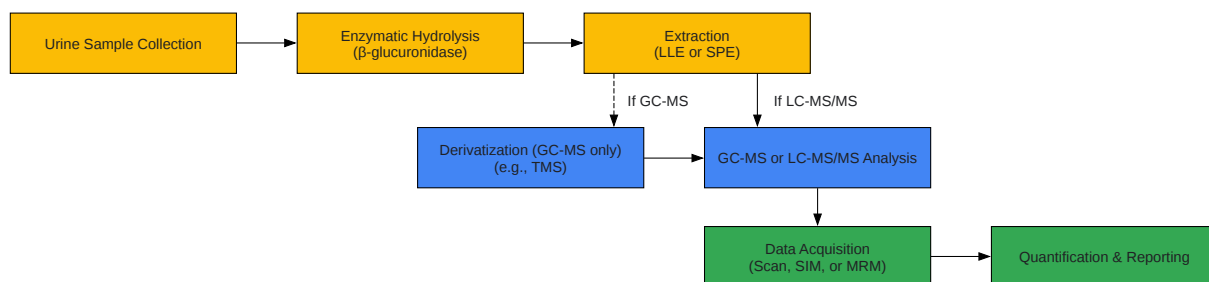 Urine Sample Collection
Enzymatic Hydrolysis
(β-glucuronidase)
Extraction
(LLE or SPE)
If GC-MS
If LC-MS/MS
Derivatization (GC-MS only)
(e.g., TMS)
GC-MS or LC-MS/MS Analysis
Data Acquisition
(Scan, SIM, or MRM)
Quantification & Reporting